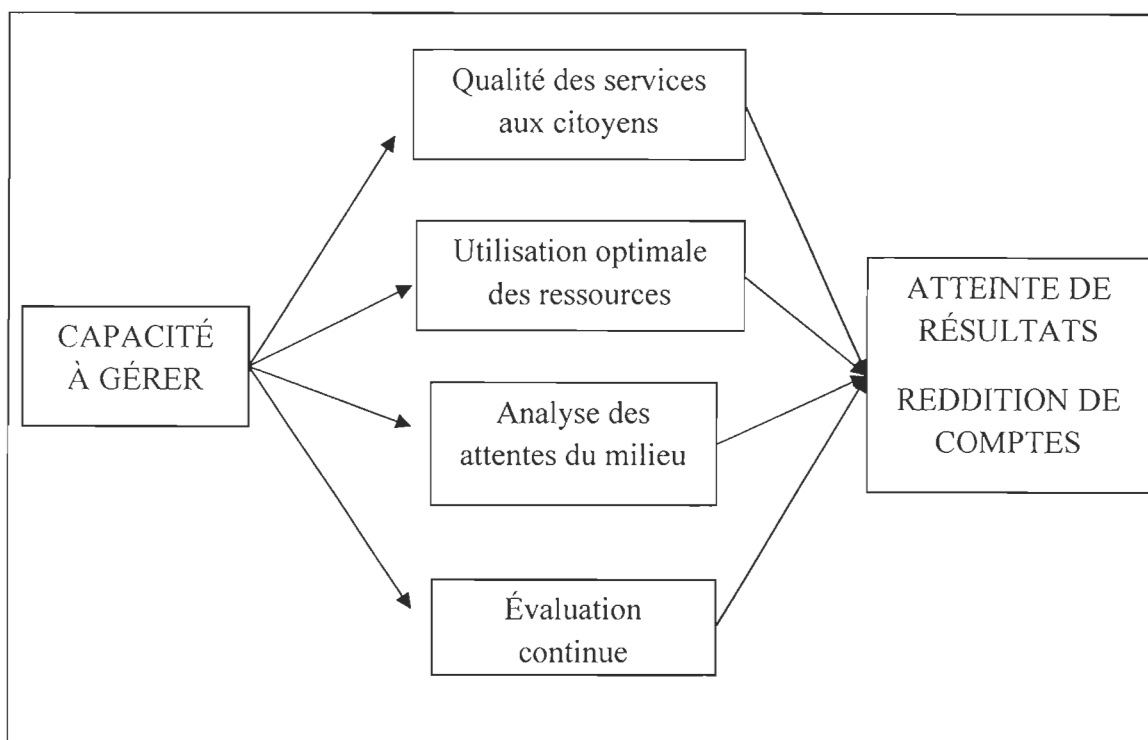 Qualité des services
aux citoyens
Utilisation optimale
des ressources
CAPACITÉ
À GÉRER
Analyse des
attentes du milieu
Évaluation
continue
ATTEINTE DE
RÉSULTATS
REDDITION DE
COMPTES